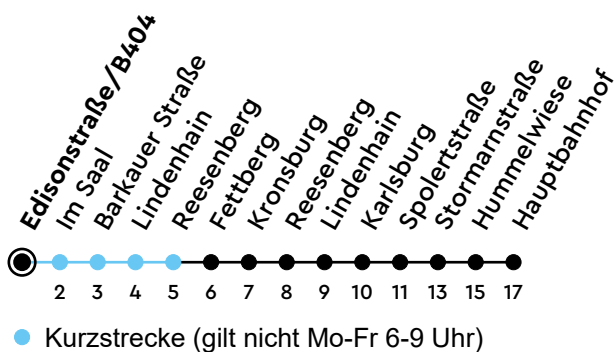 Edisonstraße/B404
Im Saal
Barkauer Straße
Lindenhain
Reesenberg
Fettberg
Kronsburg
Reesenberg
Lindenhain
Karlsburg
Spolertstraße
Stormarnstraße
Hummelwiese
Hauptbahnhof
2 3 4 5 6 7 8 9 10 11 13 15 17
Kurzstrecke (gilt nicht Mo-Fr 6-9 Uhr)